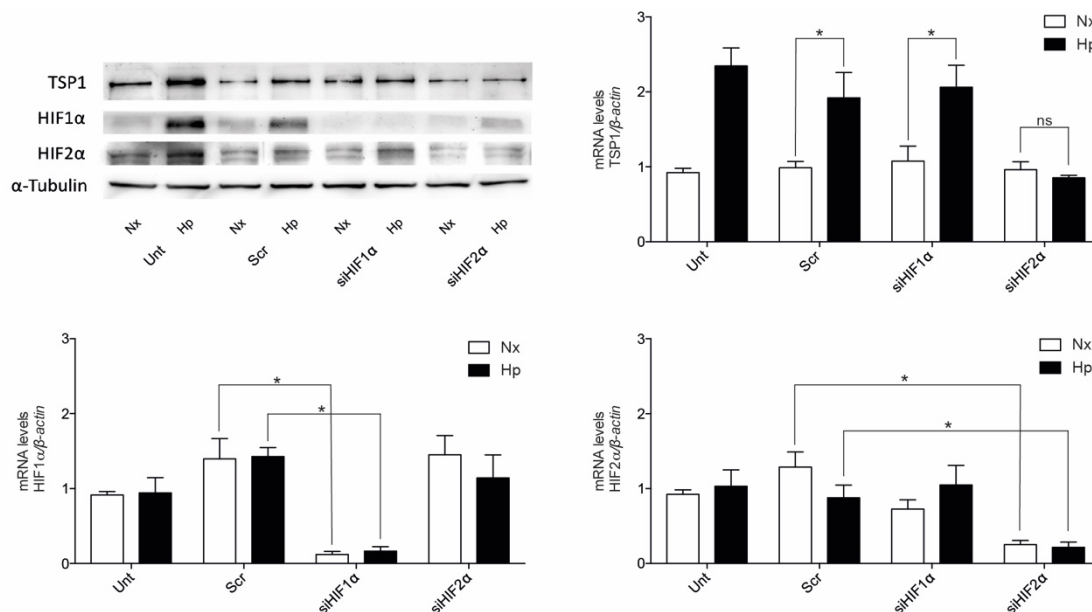 TSP1
HIF1α
HIF2α
α-Tubulin
Nx Hp Nx Hp Nx Hp Nx Hp
Unt Scr siHIF1α siHIF2α
mRNA levels
TSP1/β-actin
3
2
1
0
* * ns
Nx
Hp
Unt Scr siHIF1α siHIF2α
mRNA levels
HIF1α/β-actin
3
2
1
0
*
*
Nx
Hp
Unt Scr siHIF1α siHIF2α
mRNA levels
HIF2α/β-actin
3
2
1
0
*
*
Nx
Hp
Unt Scr siHIF1α siHIF2α